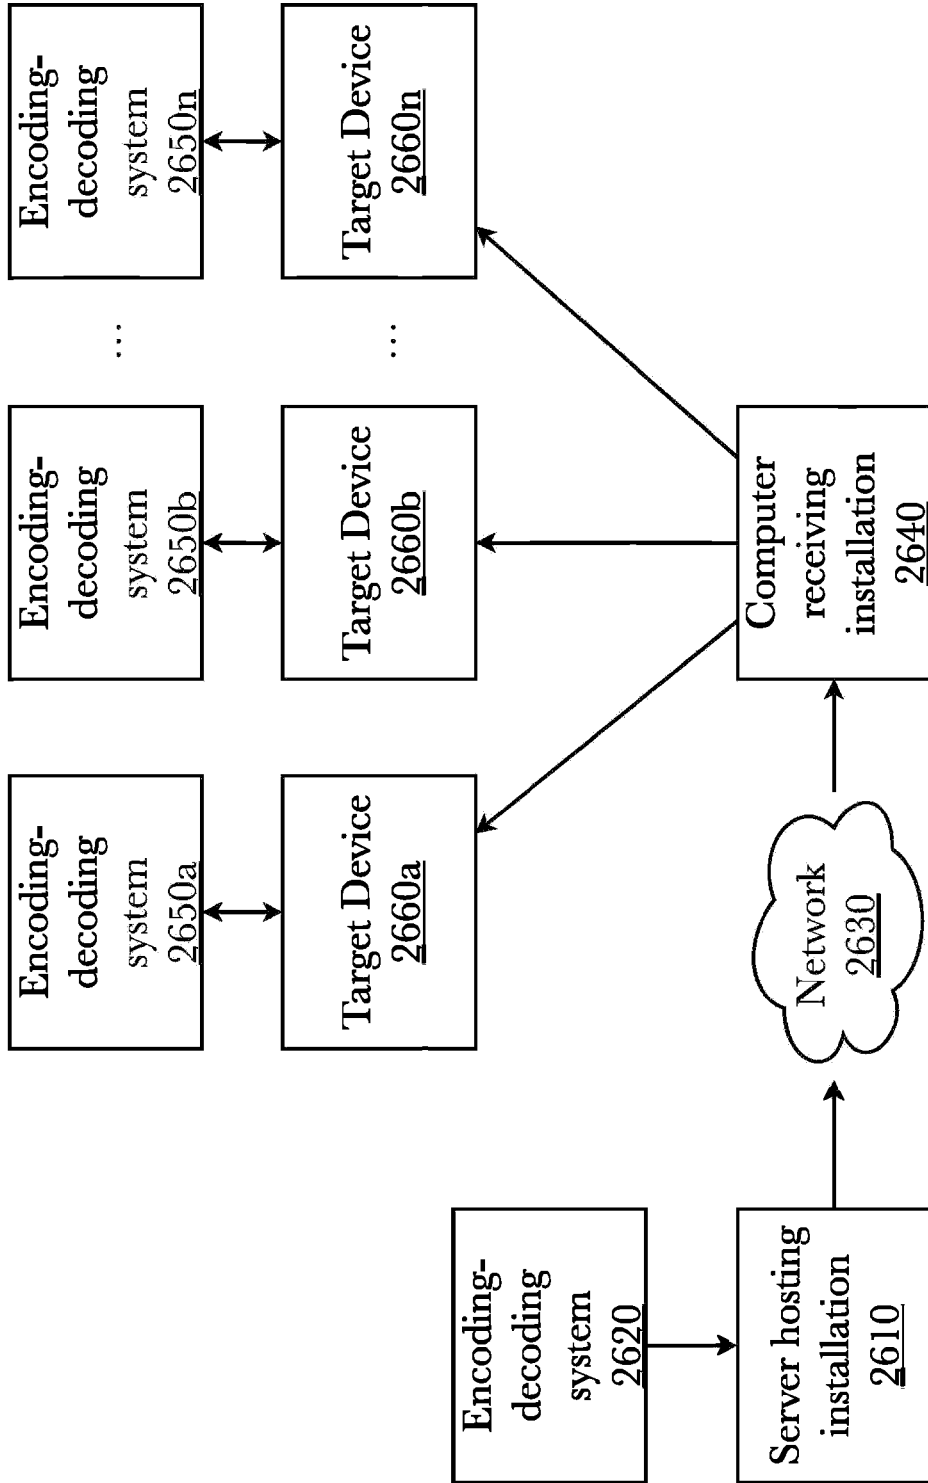 Encoding-
decoding
system
2650a
Encoding-
decoding
system
2650b
...
Encoding-
decoding
system
2650n
Target Device
2660a
Target Device
2660b
...
Target Device
2660n
Encoding-
decoding
system
2620
Server hosting
installation
2610
Network
2630
Computer
receiving
installation
2640